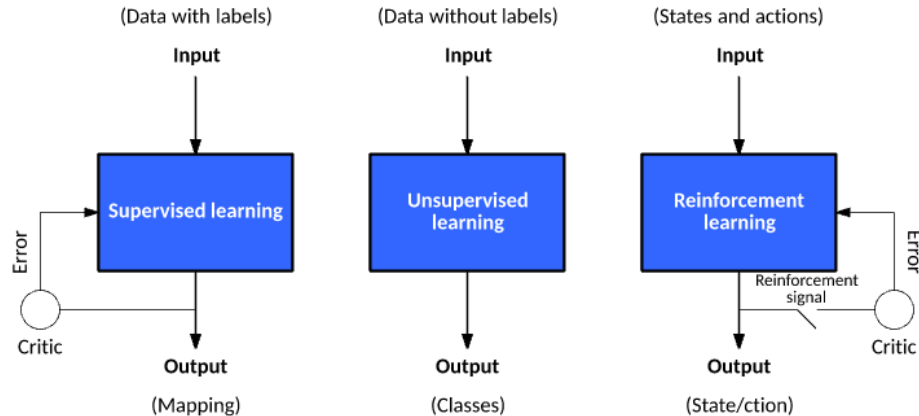 (Data with labels)
Input
Supervised learning
Error
Critic
Output
(Mapping)
(Data without labels)
Input
Unsupervised
learning
Output
(Classes)
(States and actions)
Input
Reinforcement
learning
Error
Reinforcement
signal
Critic
Output
(State/ction)